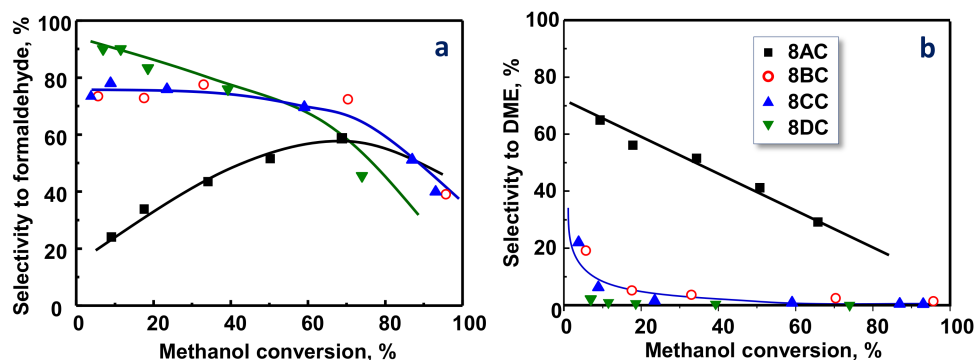 Selectivity to formaldehyde, %
100
80
60
40
20
0
0 20 40 60 80 100
Methanol conversion, %
a
Selectivity to DME, %
100
80
60
40
20
0
0 20 40 60 80 100
Methanol conversion, %
b
8AC
8BC
8CC
8DC